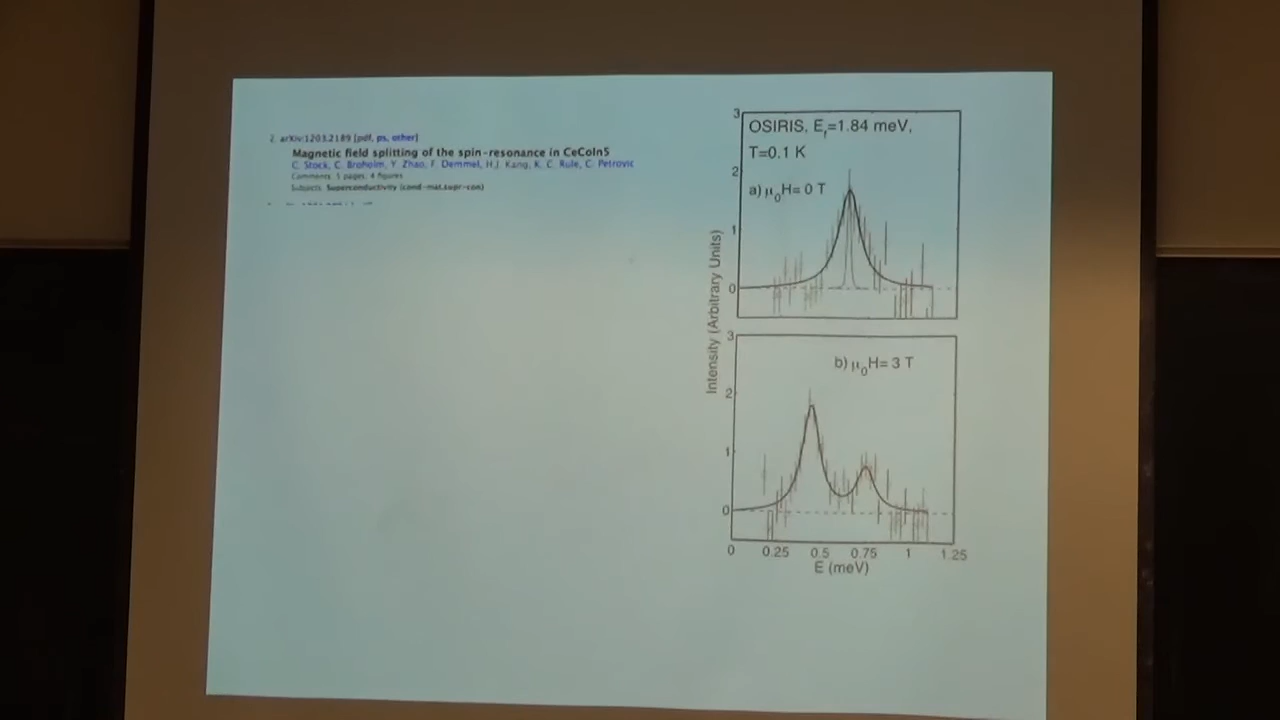 2. arXiv:1203.2189 [pdf, ps, other]
Magnetic field splitting of the spin-resonance in CeCoIn5
C. Stock, C. Broholm, Y. Zhao, F. Demmel, H.J. Kang, K. C. Rule, C. Petrovic
Comments: 5 pages, 4 figures
Subjects: Superconductivity (cond-mat.supr-con)
3
OSIRIS, Ef=1.84 meV,
T=0.1 K
2
a) μ0H= 0 T
1
0
Intensity (Arbitrary Units)
3
b) μ0H= 3 T
2
1
0
0 0.25 0.5 0.75 1 1.25
E (meV)